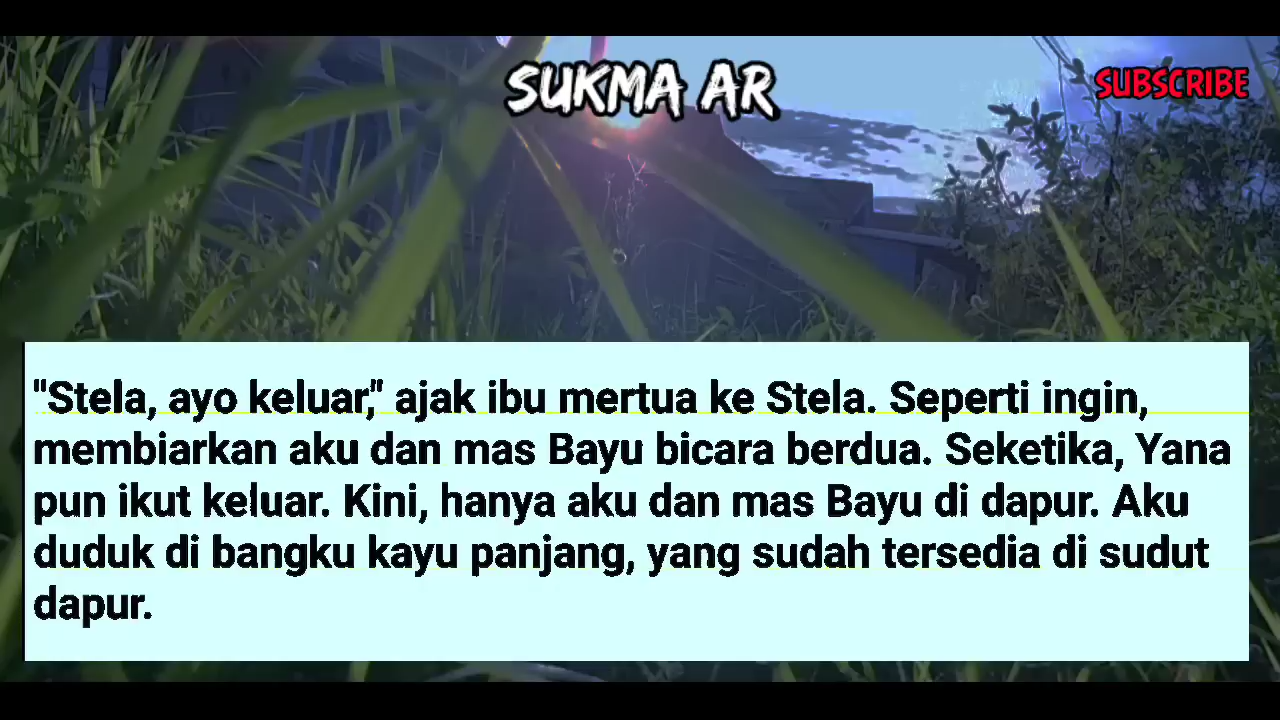 SUKMA AR
SUBSCRIBE
"Stela, ayo keluar," ajak ibu mertua ke Stela. Seperti ingin,
membiarkan aku dan mas Bayu bicara berdua. Seketika, Yana
pun ikut keluar. Kini, hanya aku dan mas Bayu di dapur. Aku
duduk di bangku kayu panjang, yang sudah tersedia di sudut
dapur.